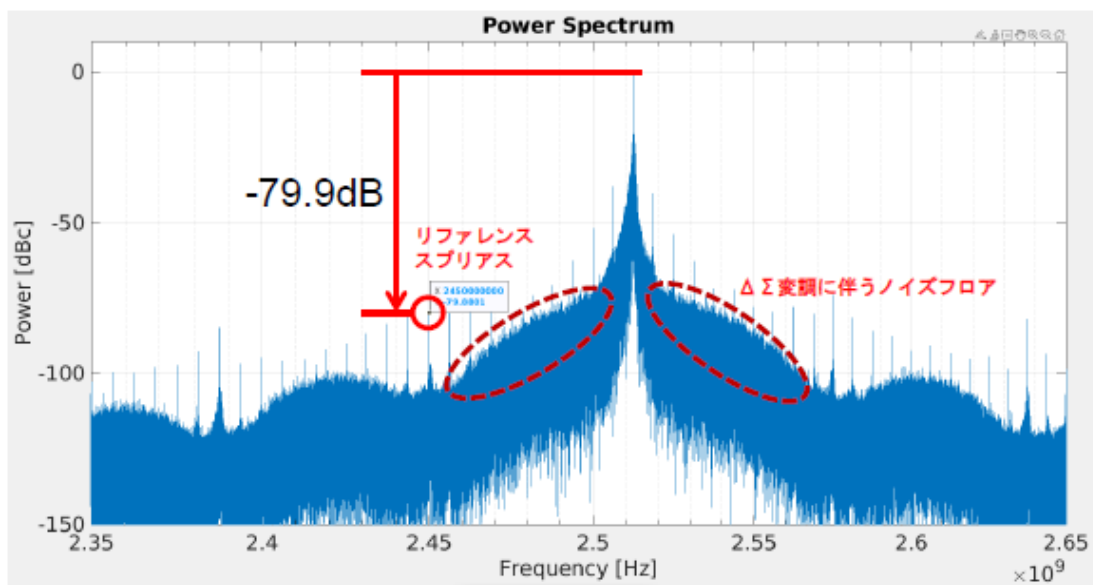 Power Spectrum
0
-50
-100
-150
Power [dBc]
-79.9dB
リファレンス
スプリアス
X 2450000000
ΔΣ変調に伴うノイズフロア
2.35
2.4
2.45
2.5
2.55
2.6
2.65
Frequency [Hz]
×10⁹